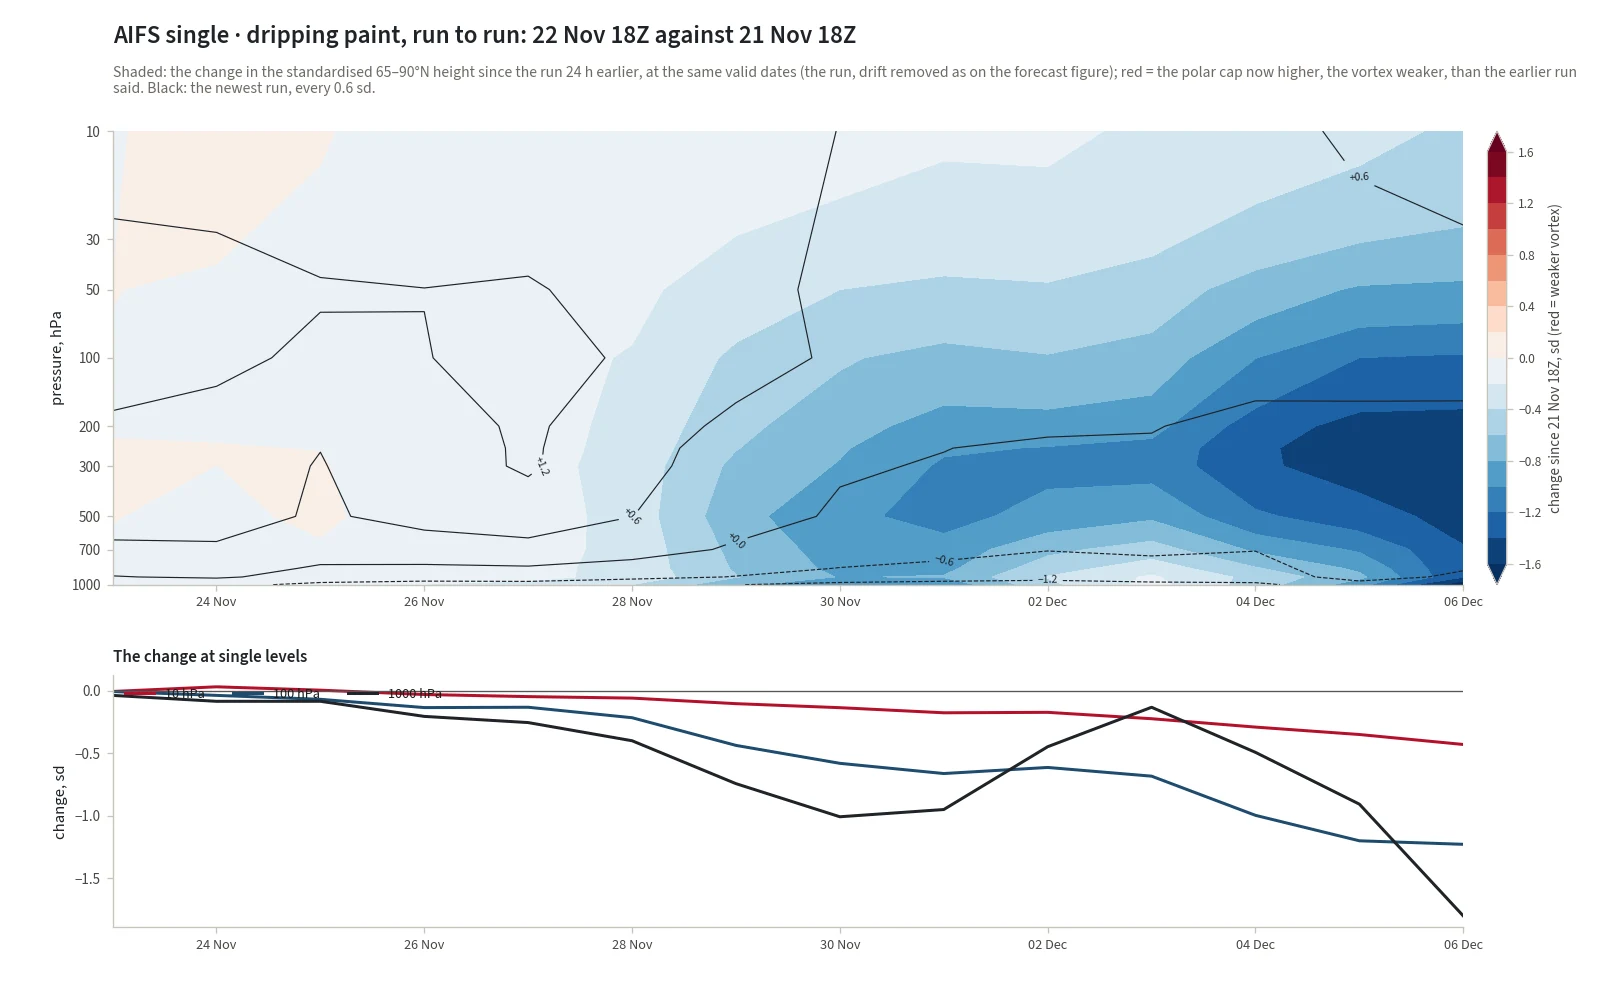 AIFS single · dripping paint, run to run: 22 Nov 18Z against 21 Nov 18Z
Shaded: the change in the standardised 65–90°N height since the run 24 h earlier, at the same valid dates (the run, drift removed as on the forecast figure); red = the polar cap now higher, the vortex weaker, than the earlier run
said. Black: the newest run, every 0.6 sd.
pressure, hPa
10
30
50
100
200
300
500
700
1000
+0.6
+1.2
+0.6
+0.0
−0.6
−1.2
24 Nov
26 Nov
28 Nov
30 Nov
02 Dec
04 Dec
06 Dec
1.6
1.2
0.8
0.4
0.0
−0.4
−0.8
−1.2
−1.6
change since 21 Nov 18Z, sd (red = weaker vortex)
The change at single levels
10 hPa
100 hPa
1000 hPa
change, sd
0.0
−0.5
−1.0
−1.5
24 Nov
26 Nov
28 Nov
30 Nov
02 Dec
04 Dec
06 Dec